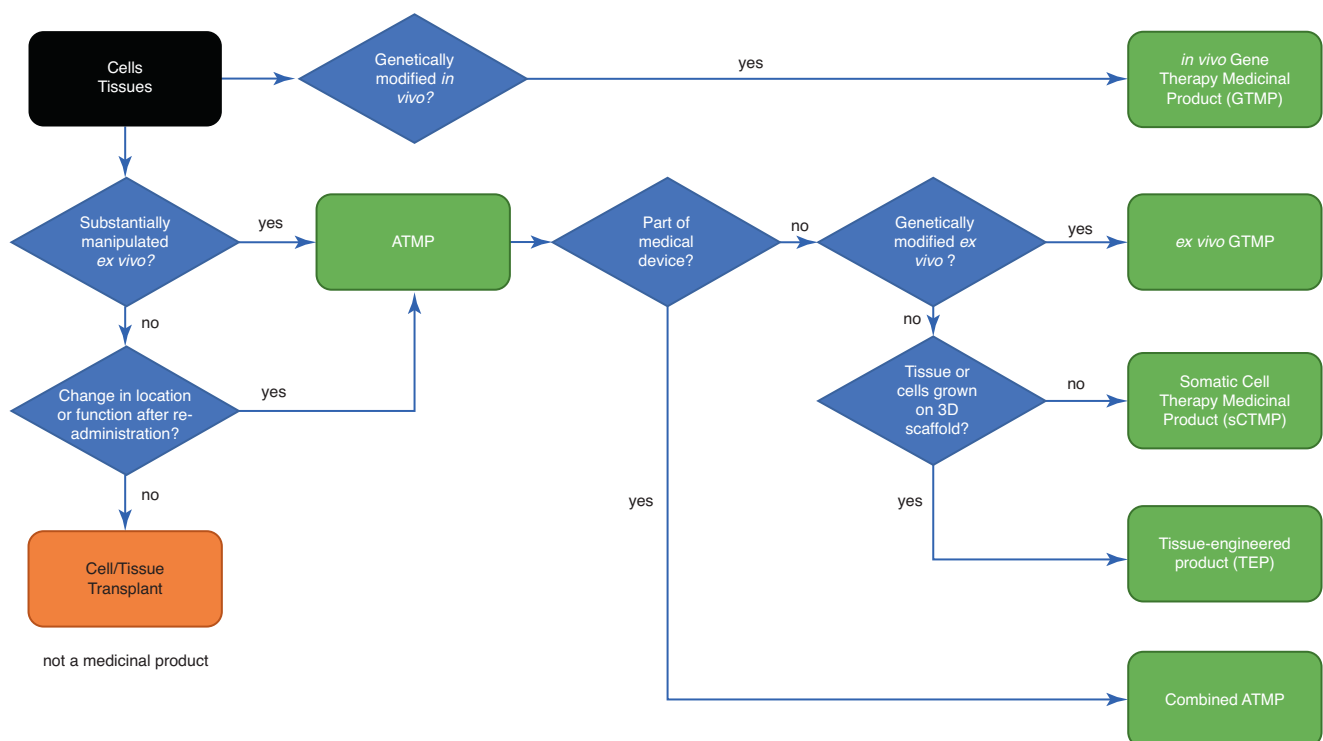 Cells
Tissues
Genetically
modified in
vivo?
yes
in vivo Gene
Therapy Medicinal
Product (GTMP)
Substantially
manipulated
ex vivo?
yes
ATMP
Part of
medical
device?
no
Genetically
modified ex
vivo ?
yes
ex vivo GTMP
no
no
Change in location
or function after re-
administration?
yes
Tissue or
cells grown
on 3D
scaffold?
no
Somatic Cell
Therapy Medicinal
Product (sCTMP)
no
yes
yes
Cell/Tissue
Transplant
Tissue-engineered
product (TEP)
not a medicinal product
Combined ATMP